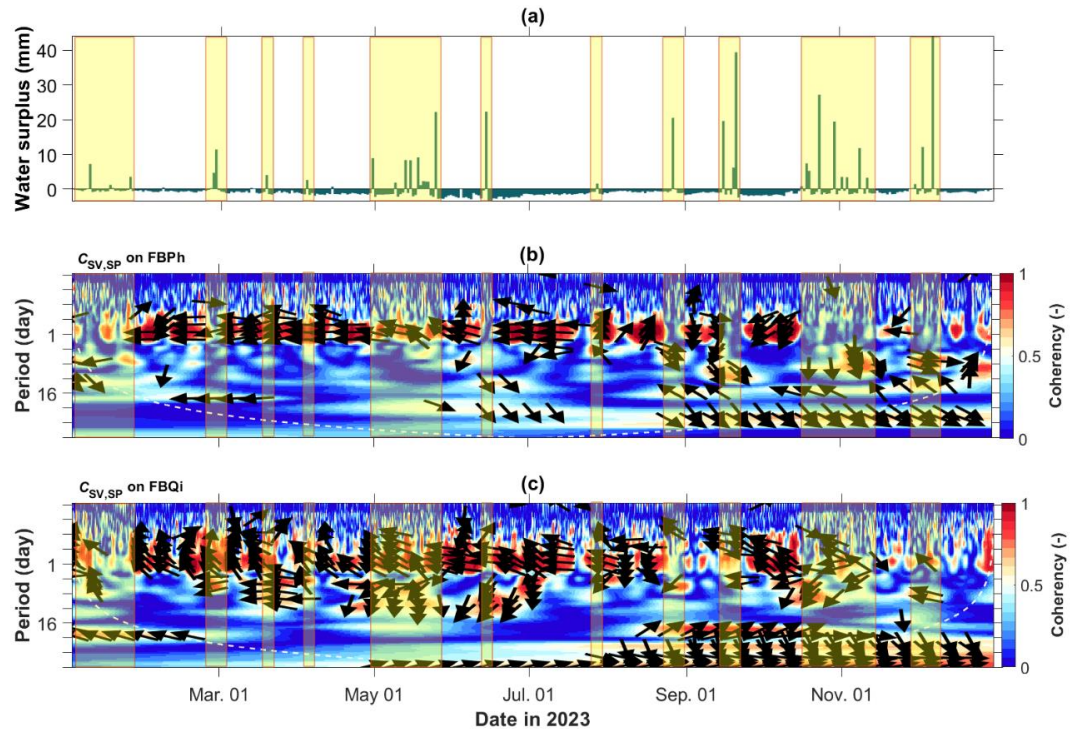 (a)
Water surplus (mm)
40
30
20
10
0
C_SV,SP on FBPh
(b)
Period (day)
1
16
1
0.5
0
Coherency (-)
C_SV,SP on FBQi
(c)
Period (day)
1
16
1
0.5
0
Coherency (-)
Mar. 01
May 01
Jul. 01
Sep. 01
Nov. 01
Date in 2023